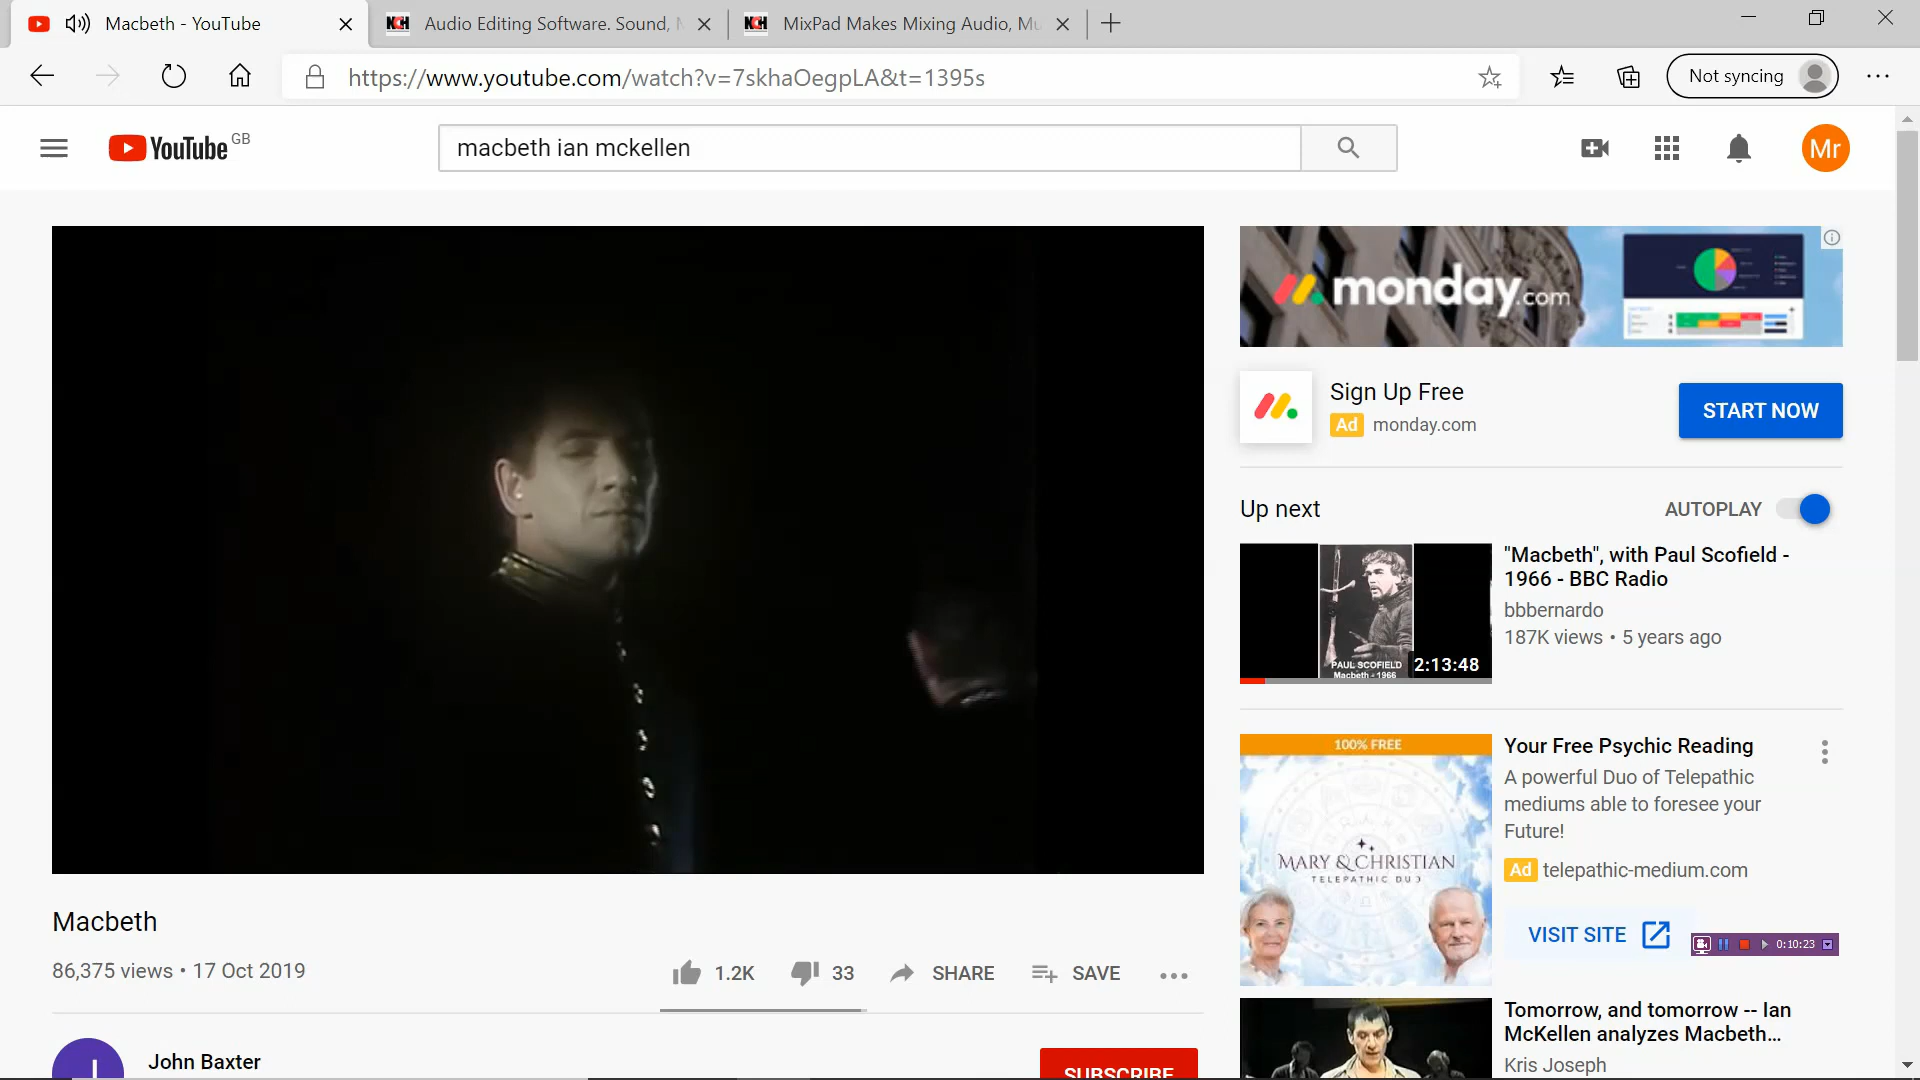 Macbeth - YouTube
NCH Audio Editing Software. Sound, M
NCH MixPad Makes Mixing Audio, Mu
https://www.youtube.com/watch?v=7skhaOegpLA&t=1395s
Not syncing
YouTube GB
macbeth ian mckellen
Mr
monday.com
Sign Up Free
Ad monday.com
START NOW
Up next
AUTOPLAY
PAUL SCOFIELD
Macbeth - 1966
2:13:48
"Macbeth", with Paul Scofield -
1966 - BBC Radio
bbbernardo
187K views • 5 years ago
100% FREE
MARY & CHRISTIAN
TELEPATHIC DUO
Your Free Psychic Reading
A powerful Duo of Telepathic
mediums able to foresee your
Future!
Ad telepathic-medium.com
VISIT SITE
0:10:23
Macbeth
86,375 views • 17 Oct 2019
1.2K
33
SHARE
SAVE
J
John Baxter
SUBSCRIBE
Tomorrow, and tomorrow -- Ian
McKellen analyzes Macbeth...
Kris Joseph